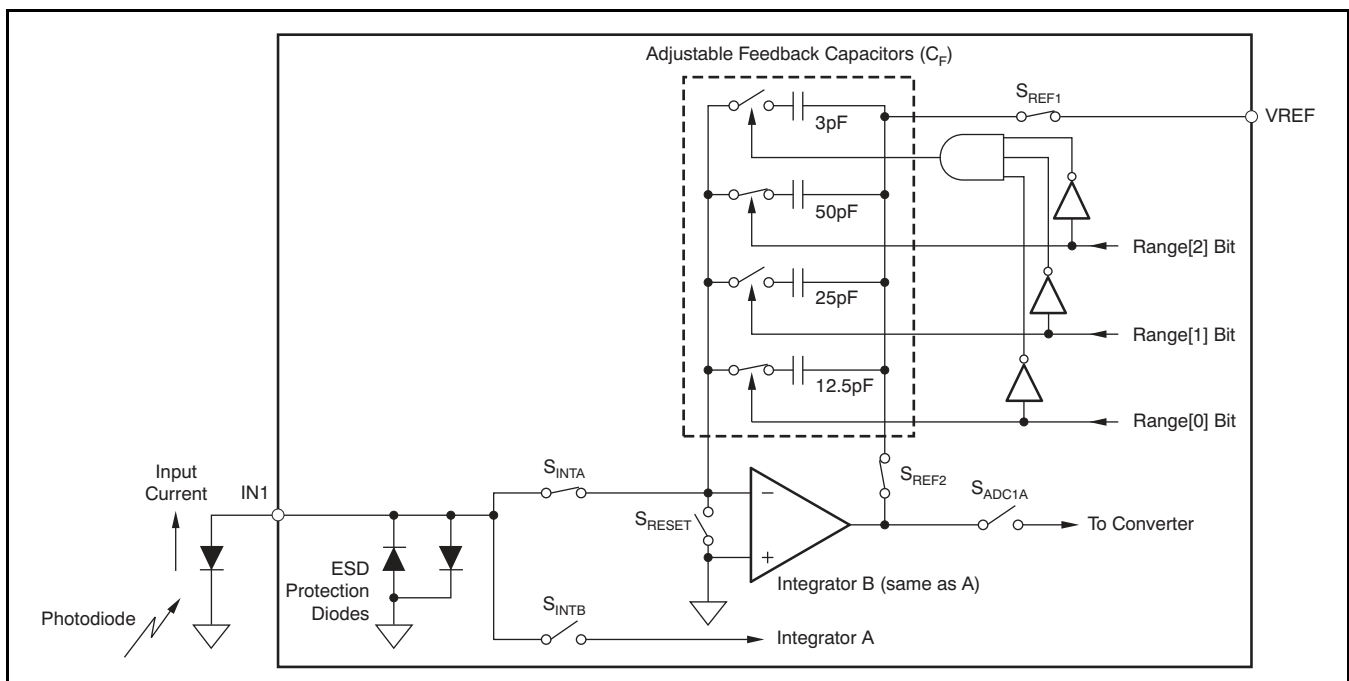 Adjustable Feedback Capacitors (CF)
SREF1
VREF
3pF
50pF
Range[2] Bit
25pF
Range[1] Bit
12.5pF
Range[0] Bit
Input
Current
IN1
SINTA
SREF2
SADC1A
SRESET
−
+
To Converter
ESD
Protection
Diodes
Integrator B (same as A)
Photodiode
SINTB
Integrator A